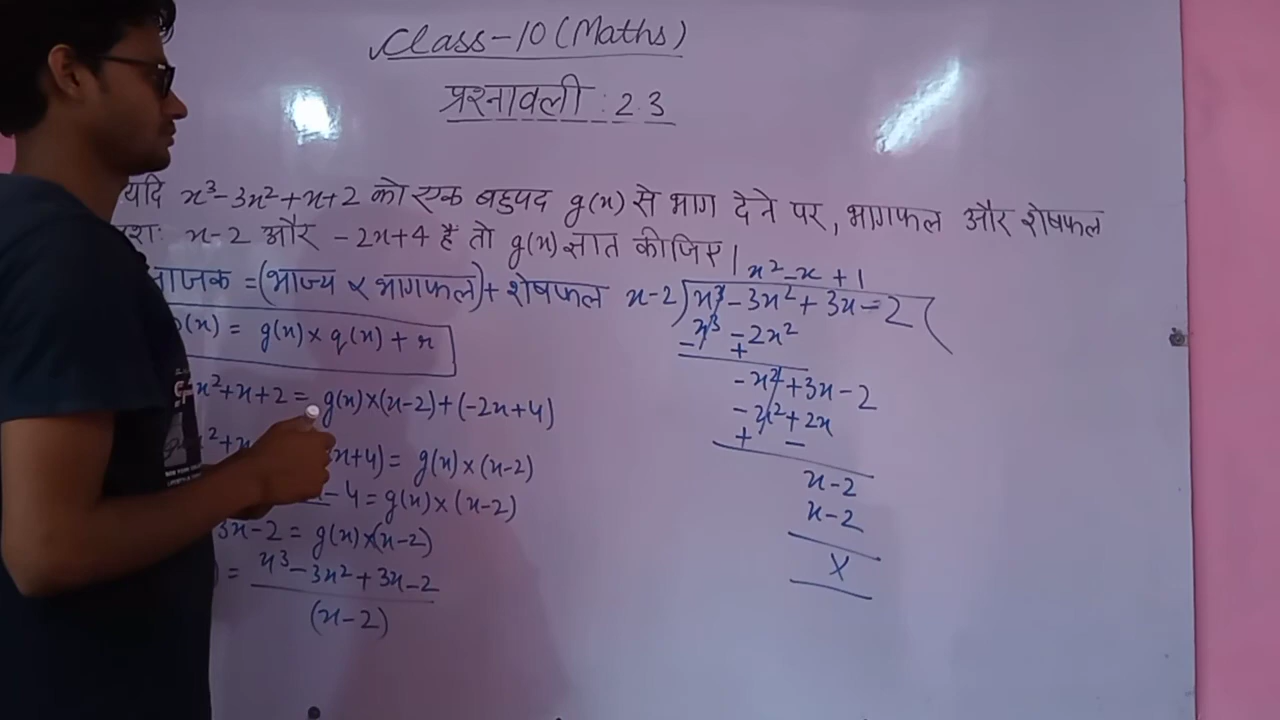 Class-10 (Maths)
प्रश्नावली : 2.3
यदि x³-3x²+x+2 को एक बहुपद g(x) से भाग देने पर, भागफल और शेषफल
x-2 और -2x+4 है तो g(x) ज्ञात कीजिए।
= (भाज्य × भागफल) + शेषफल
(x) = g(x) × q(x) + r
x²+x+2 = g(x)×(x-2)+(-2x+4)
x+4) = g(x)×(x-2)
- 4 = g(x)×(x-2)
3x-2 = g(x)×(x-2)
= x³-3x²+3x-2
(x-2)
x²-x+1
x-2)x³-3x²+3x-2(
x³-2x²
- +
-x²+3x-2
-x²+2x
+ -
x-2
x-2
x